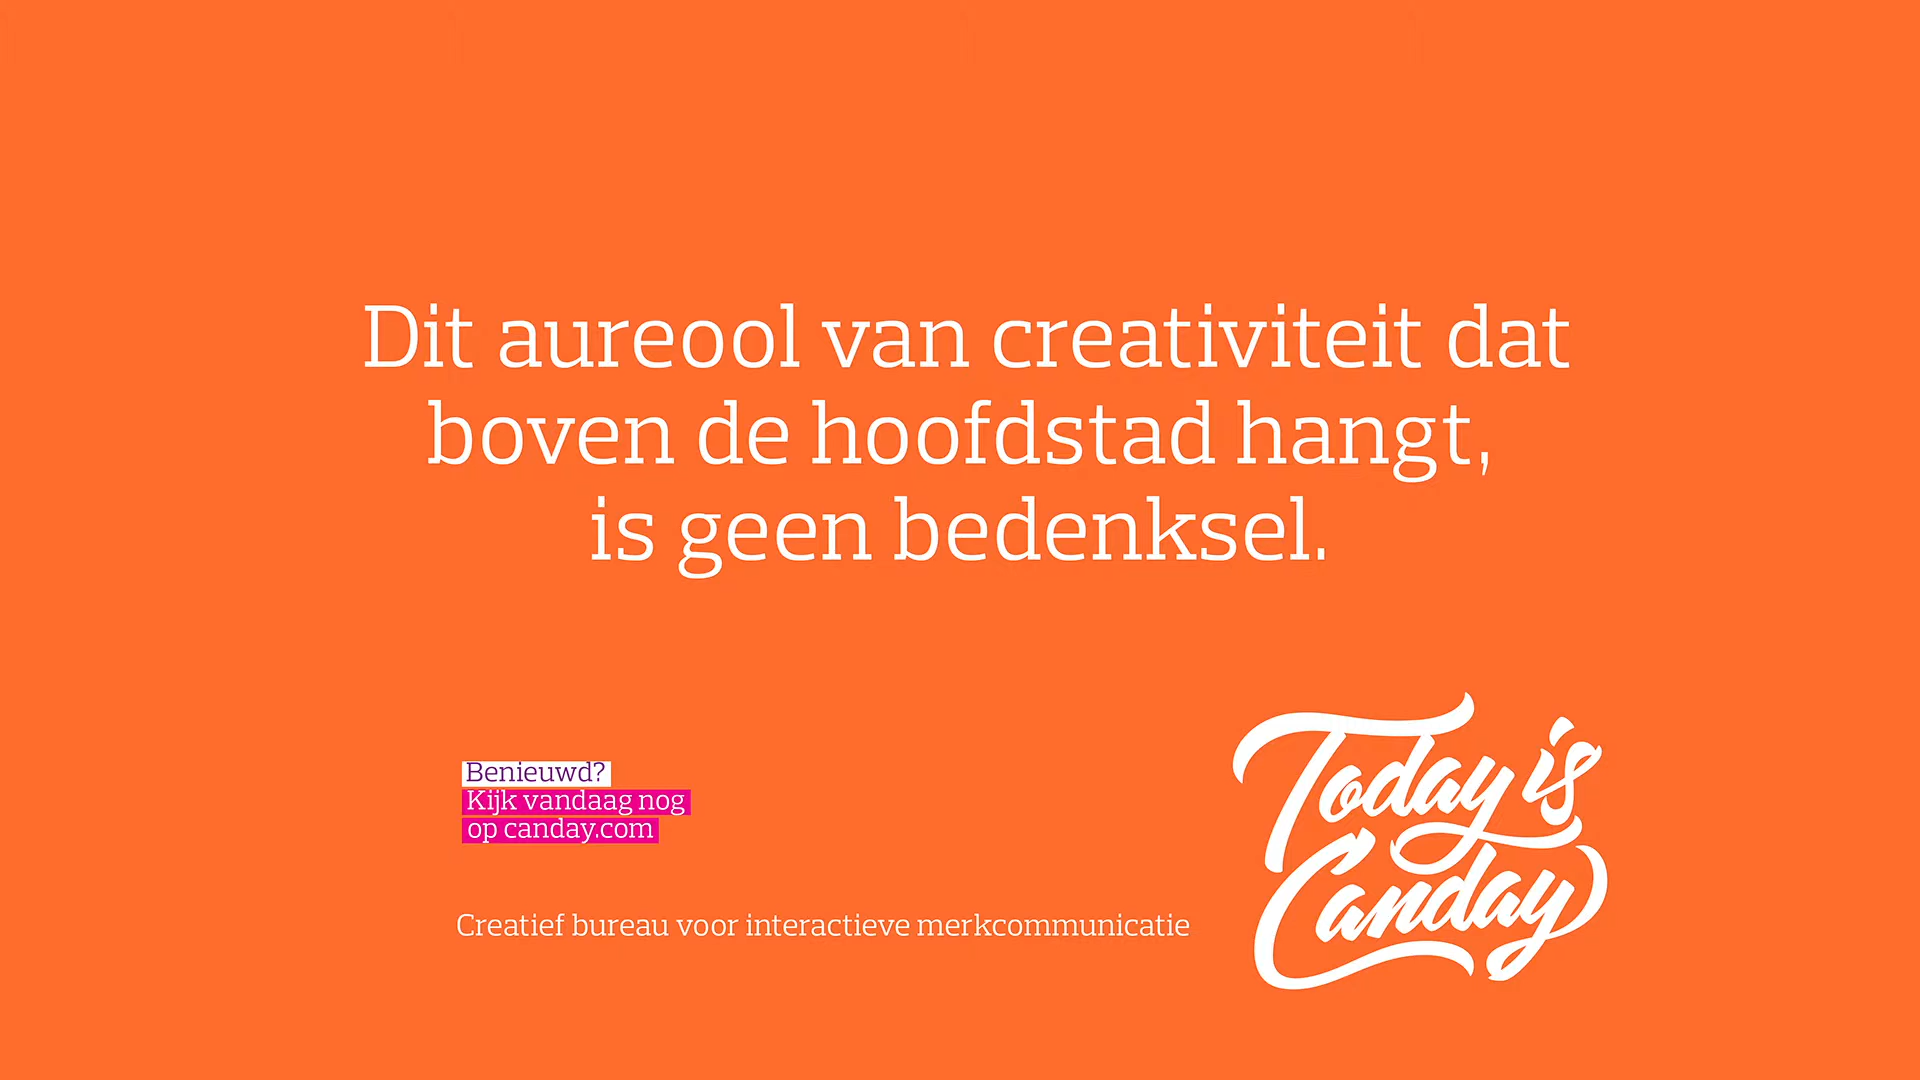 Dit aureool van creativiteit dat
boven de hoofdstad hangt,
is geen bedenksel.
Benieuwd?
Kijk vandaag nog
op canday.com
Creatief bureau voor interactieve merkcommunicatie
Today is
Canday